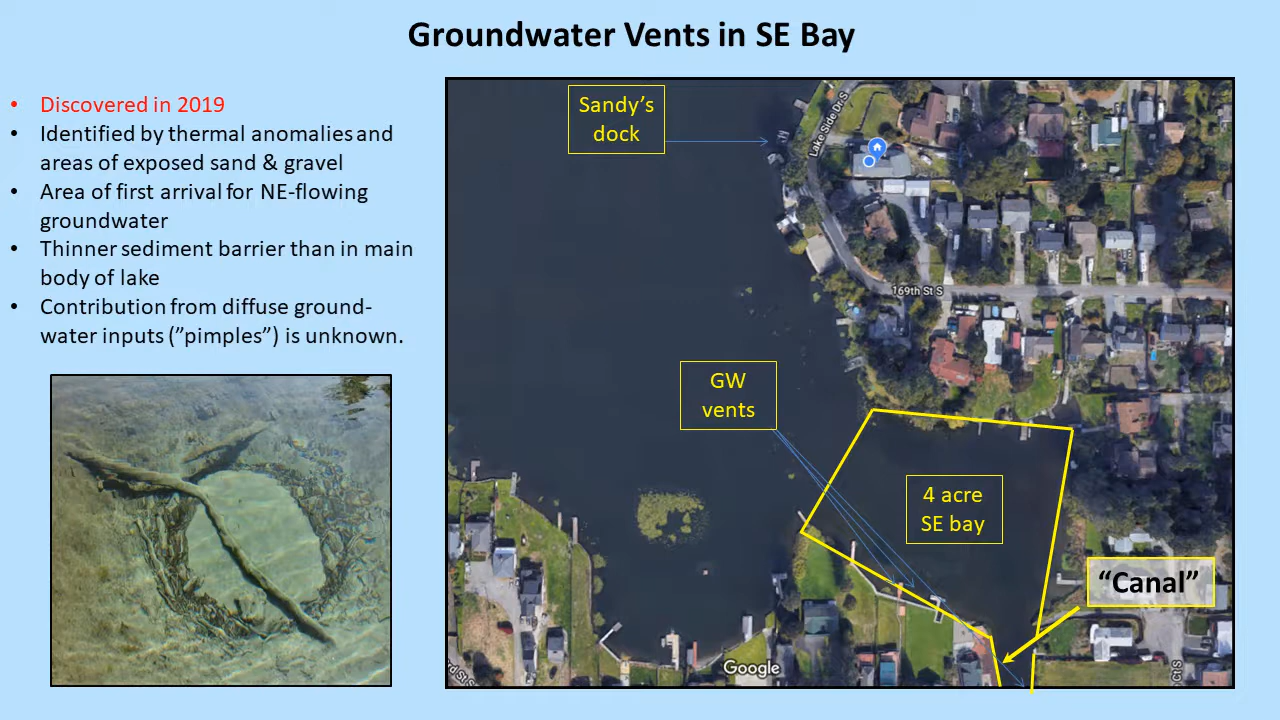 Groundwater Vents in SE Bay
• Discovered in 2019
• Identified by thermal anomalies and
areas of exposed sand & gravel
• Area of first arrival for NE-flowing
groundwater
• Thinner sediment barrier than in main
body of lake
• Contribution from diffuse ground-
water inputs (”pimples”) is unknown.
Sandy’s
dock
Lake Side Dr S
169th St S
GW
vents
4 acre
SE bay
“Canal”
Google
rd St S
Ct S